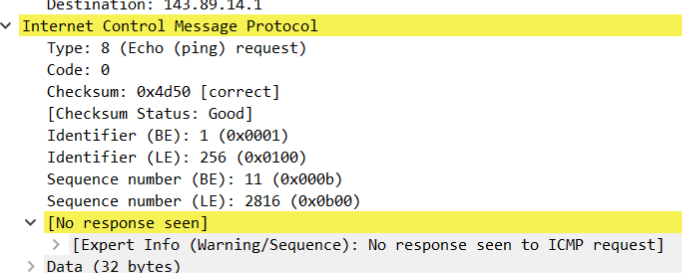 Destination: 143.89.14.1
Internet Control Message Protocol
Type: 8 (Echo (ping) request)
Code: 0
Checksum: 0x4d50 [correct]
[Checksum Status: Good]
Identifier (BE): 1 (0x0001)
Identifier (LE): 256 (0x0100)
Sequence number (BE): 11 (0x000b)
Sequence number (LE): 2816 (0x0b00)
[No response seen]
[Expert Info (Warning/Sequence): No response seen to ICMP request]
Data (32 bytes)